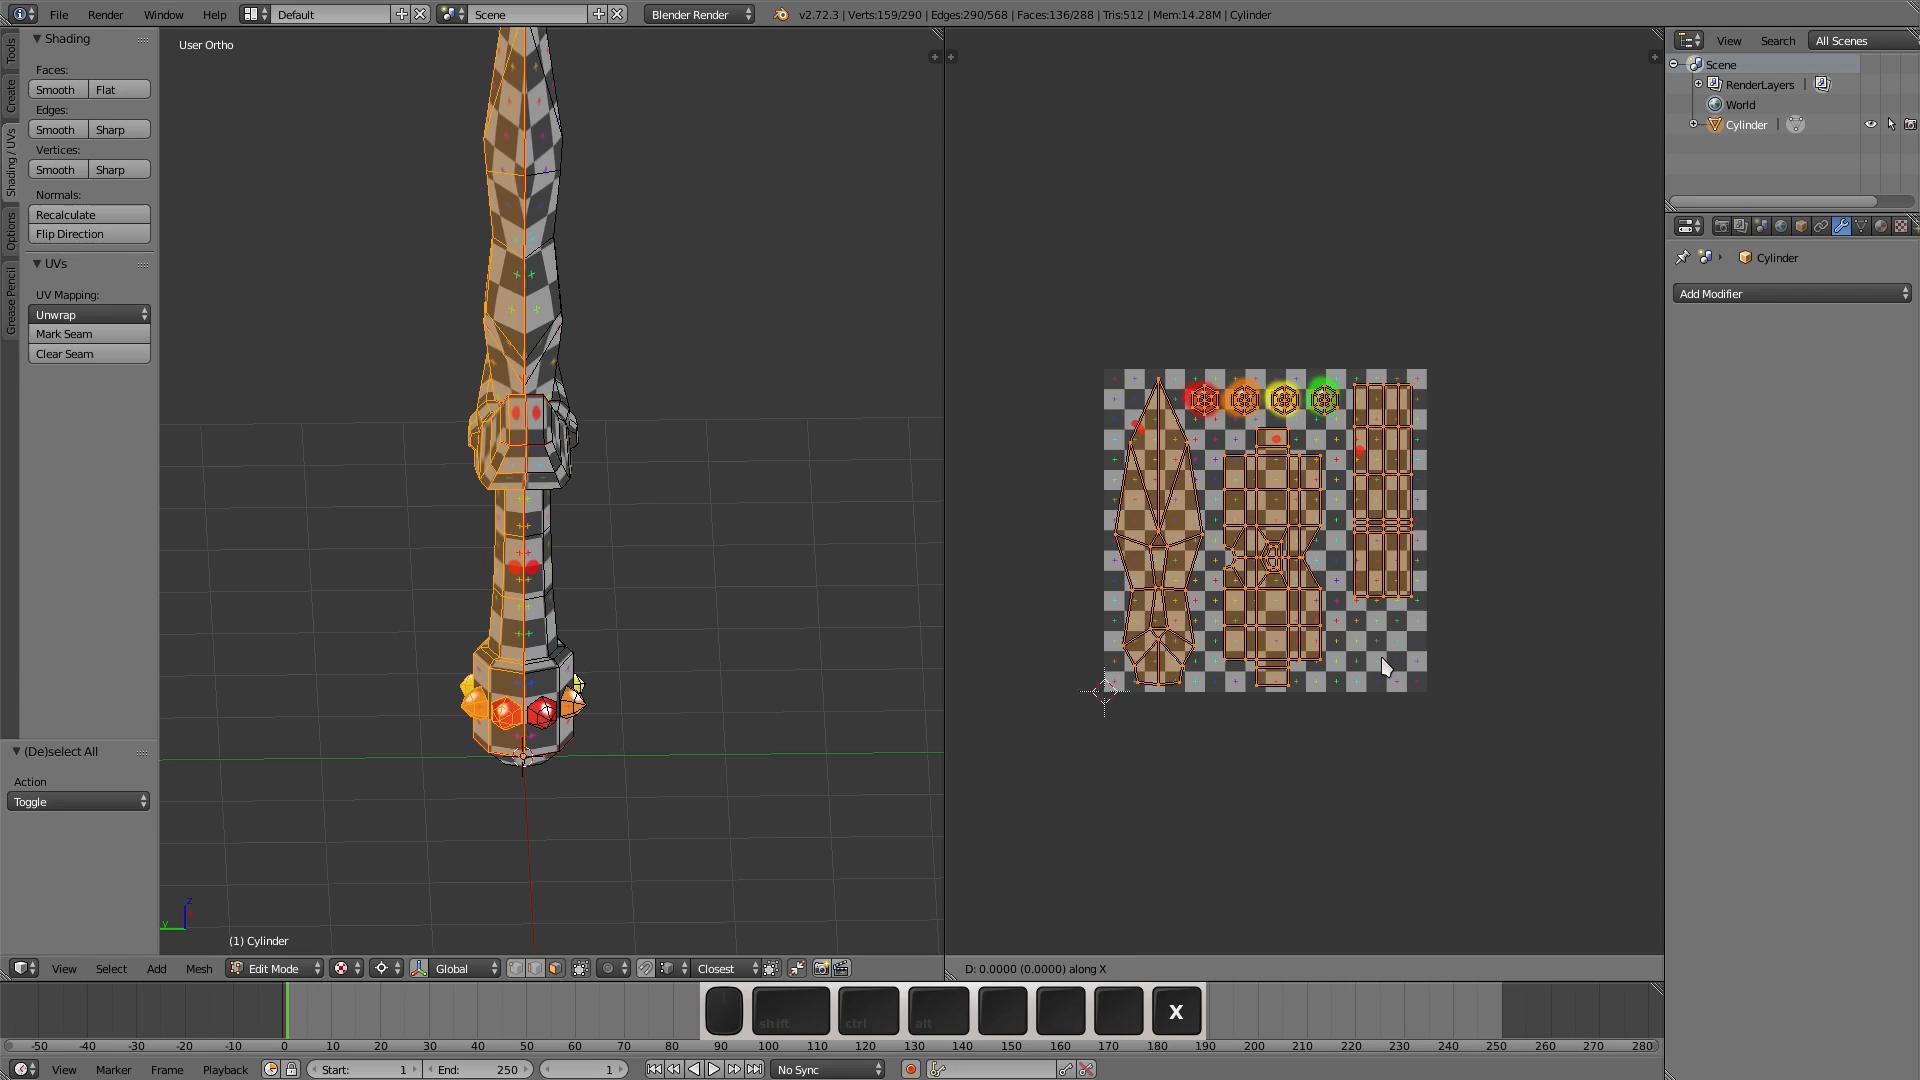 File Render Window Help Default Scene Blender Render v2.72.3 | Verts:159/290 | Edges:290/568 | Faces:136/288 | Tris:512 | Mem:14.28M | Cylinder
Tools
Create
Shading / UVs
Options
Grease Pencil
Shading
Faces:
Smooth Flat
Edges:
Smooth Sharp
Vertices:
Smooth Sharp
Normals:
Recalculate
Flip Direction
UVs
UV Mapping:
Unwrap
Mark Seam
Clear Seam
(De)select All
Action
Toggle
User Ortho
z
y
(1) Cylinder
View Select Add Mesh Edit Mode Global Closest
D: 0.0000 (0.0000) along X
View Search All Scenes
Scene
RenderLayers |
World
Cylinder |
Cylinder
Add Modifier
shift ctrl alt X
-50 -40 -30 -20 -10 0 10 20 30 40 50 60 70 80 90 100 110 120 130 140 150 160 170 180 190 200 210 220 230 240 250 260 270 280
View Marker Frame Playback Start: 1 End: 250 1 No Sync